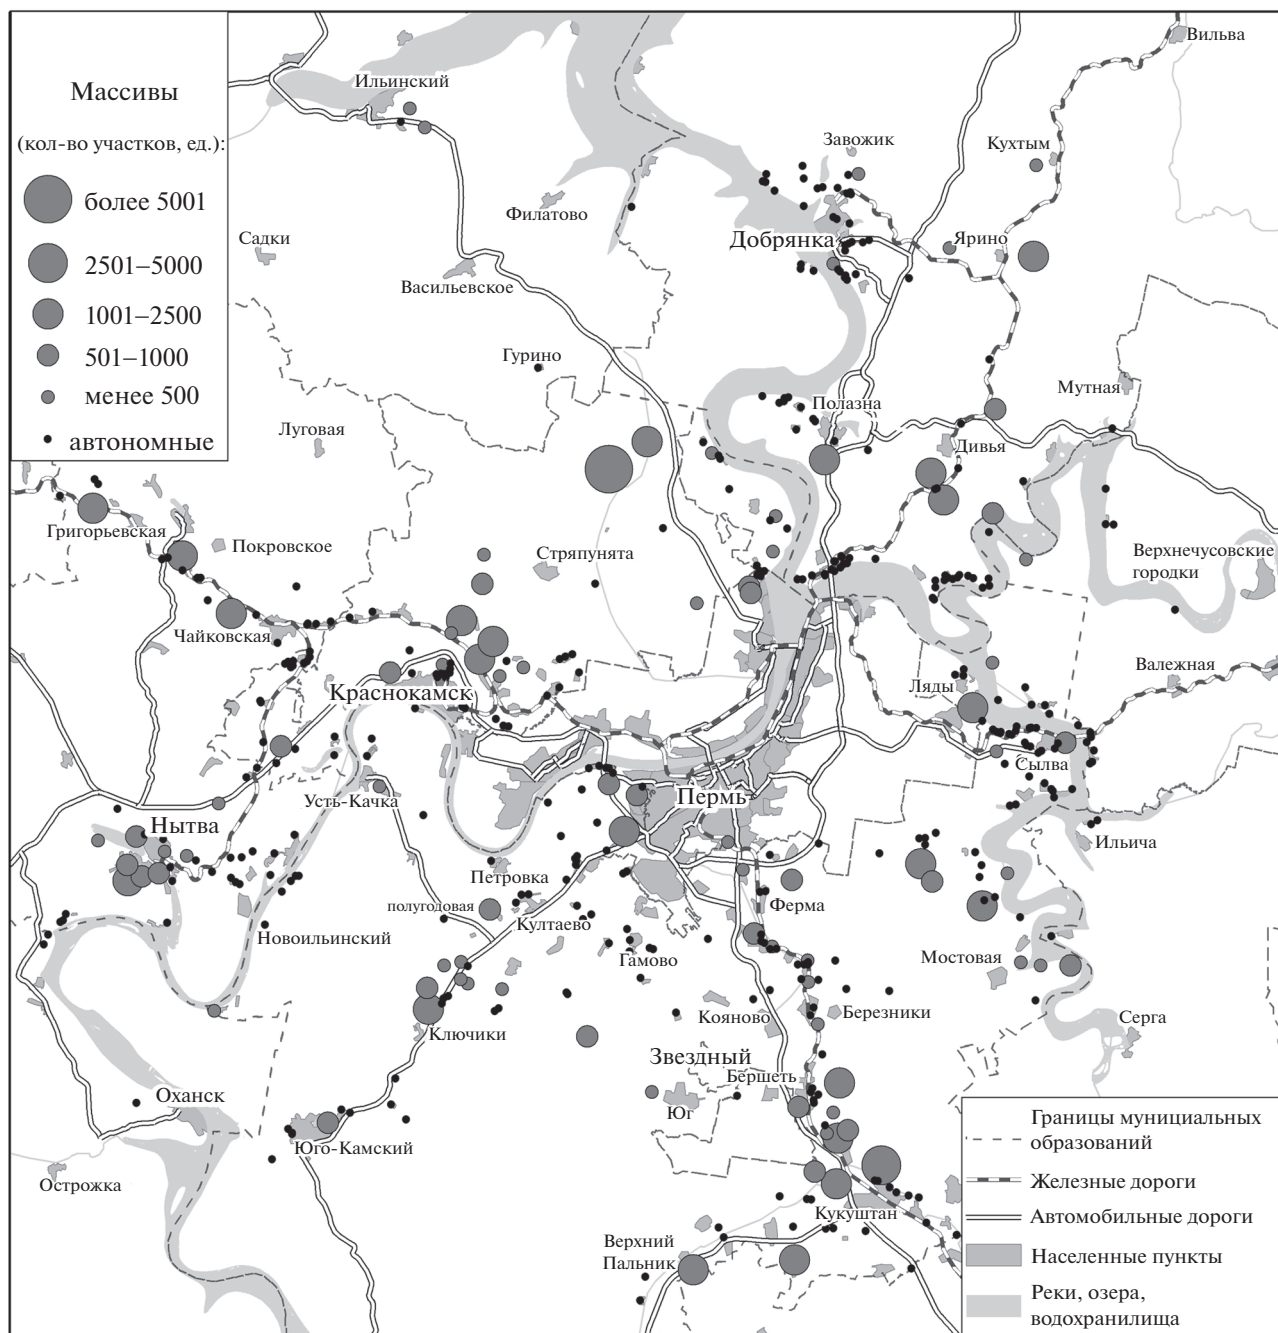 Массивы
(кол-во участков, ед.):
более 5001
2501–5000
1001–2500
501–1000
менее 500
автономные
Ильинский
Вильва
Завожик
Кухтым
Филатово
Садки
Добрянка
Ярино
Васильевское
Гурино
Мутная
Полазна
Луговая
Дивья
Григорьевская
Покровское
Стряпунята
Верхнечусовские
городки
Чайковская
Валежная
Краснокамск
Ляды
Сылва
Усть-Качка
Пермь
Нытва
Ильича
Петровка
полугодовая
Култаево
Ферма
Новоильинский
Гамово
Мостовая
Кояново
Березники
Серга
Ключики
Звездный
Бершеть
Юг
Оханск
Юго-Камский
Острожка
Кукуштан
Верхний
Пальник
Границы муниципальных
образований
Железные дороги
Автомобильные дороги
Населенные пункты
Реки, озера,
водохранилища